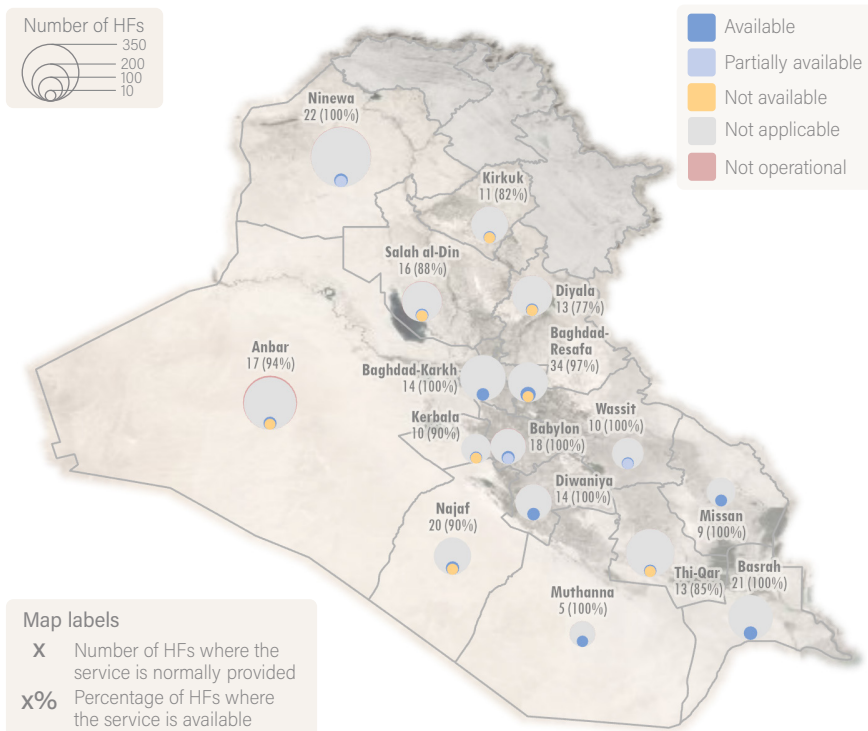 Number of HFs
350
200
100
10
Available
Partially available
Not available
Not applicable
Not operational
Ninewa
22 (100%)
Kirkuk
11 (82%)
Salah al-Din
16 (88%)
Diyala
13 (77%)
Baghdad-
Resafa
34 (97%)
Anbar
17 (94%)
Baghdad-Karkh
14 (100%)
Kerbala
10 (90%)
Babylon
18 (100%)
Wassit
10 (100%)
Diwaniya
14 (100%)
Najaf
20 (90%)
Missan
9 (100%)
Thi-Qar
13 (85%)
Basrah
21 (100%)
Muthanna
5 (100%)
Map labels
x Number of HFs where the
service is normally provided
x% Percentage of HFs where
the service is available